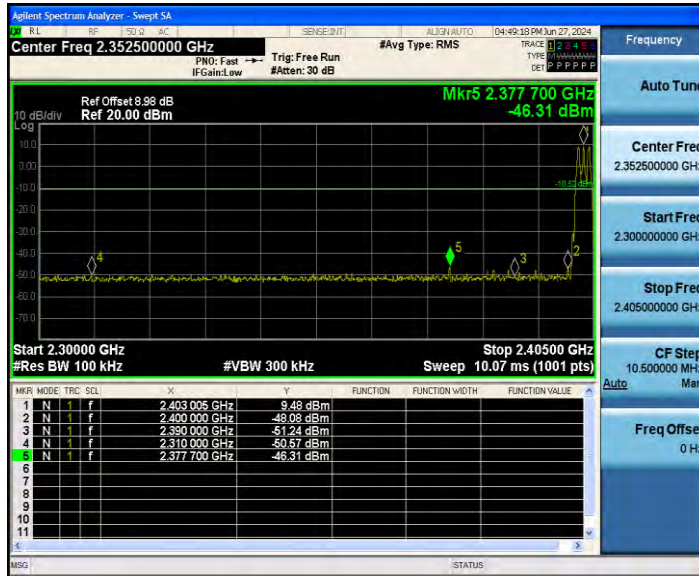 Agilent Spectrum Analyzer - Swept SA
RL RF 50 Ω AC SENSE:INT ALIGN AUTO 04:49:18 PM Jun 27, 2024
Center Freq 2.352500000 GHz
PNO: Fast
IFGain:Low
Trig: Free Run
#Atten: 30 dB
#Avg Type: RMS
TRACE 1 2 3 4 5 6
TYPE
DET P P P P P P
Frequency
Auto Tune
Center Freq
2.352500000 GHz
Start Freq
2.300000000 GHz
Stop Freq
2.405000000 GHz
CF Step
10.500000 MHz
Auto Man
Freq Offset
0 Hz
Mkr5 2.377 700 GHz
-46.31 dBm
Ref Offset 8.98 dB
10 dB/div Ref 20.00 dBm
Log
10.0
0.00
-10.0
-10.52 dBm
-20.0
-30.0
-40.0
-50.0
-60.0
-70.0
4
5
3
2
Start 2.30000 GHz Stop 2.40500 GHz
#Res BW 100 kHz #VBW 300 kHz Sweep 10.07 ms (1001 pts)
MKR MODE TRC SCL X Y FUNCTION FUNCTION WIDTH FUNCTION VALUE
1 N 1 f 2.403 005 GHz 9.48 dBm
2 N 1 f 2.400 000 GHz -48.08 dBm
3 N 1 f 2.390 000 GHz -51.24 dBm
4 N 1 f 2.310 000 GHz -50.57 dBm
5 N 1 f 2.377 700 GHz -46.31 dBm
6
7
8
9
10
11
MSG STATUS